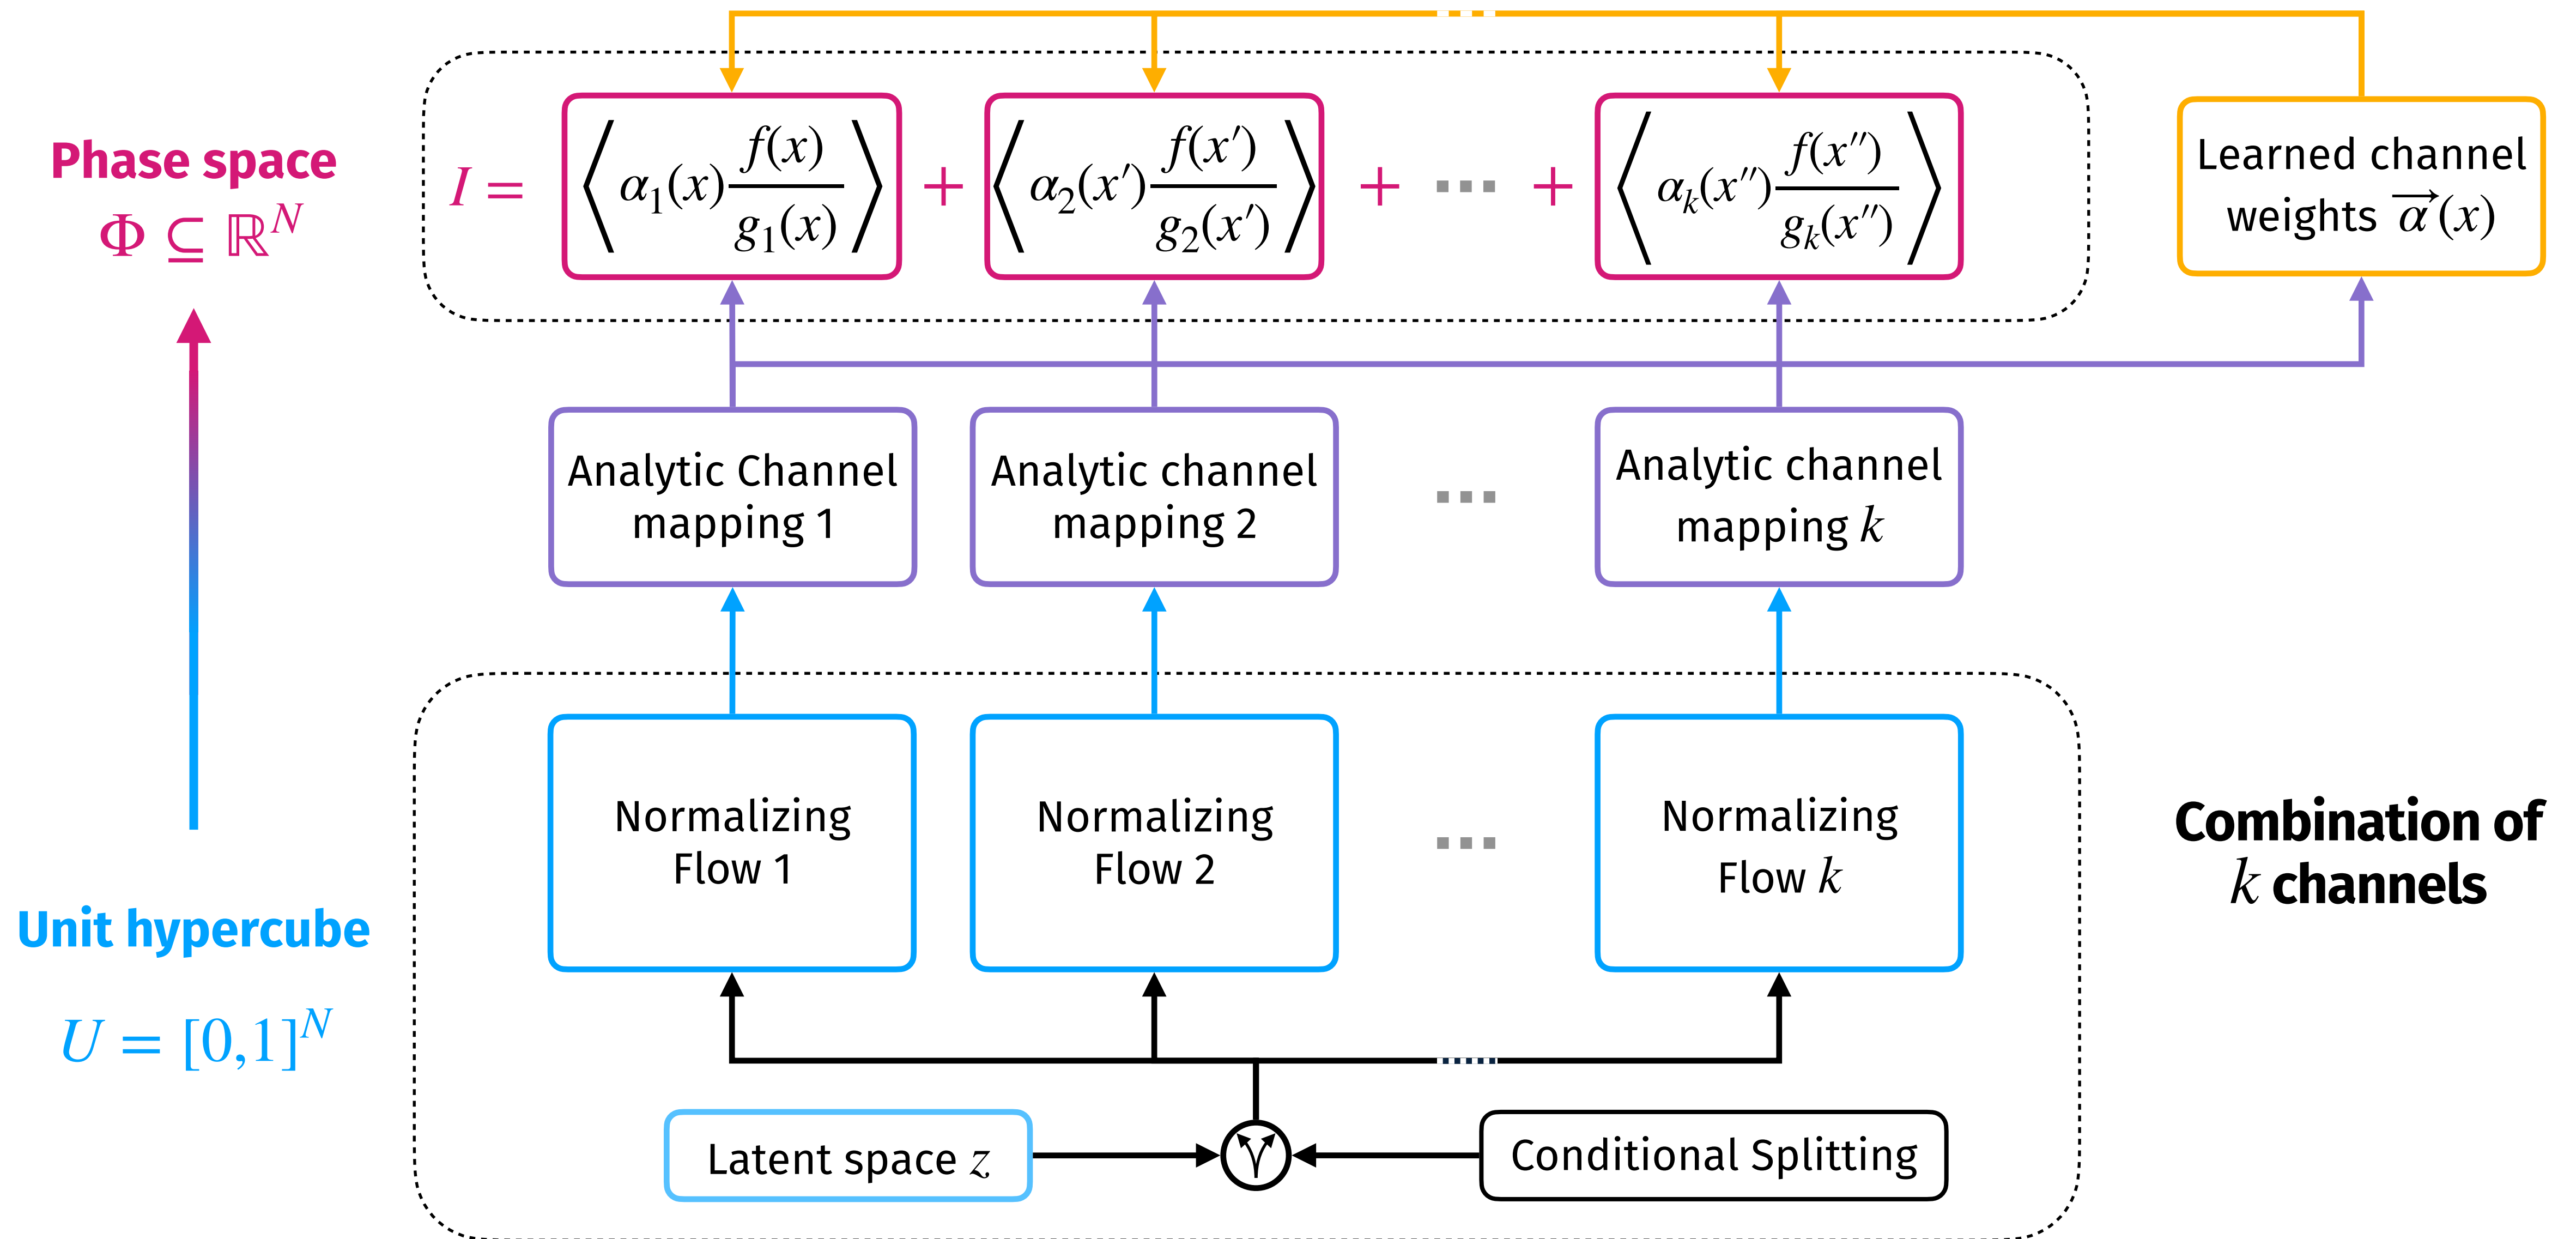 Phase space
Φ ⊆ ℝ^N
I = ⟨α₁(x) f(x)/g₁(x)⟩ + ⟨α₂(x′) f(x′)/g₂(x′)⟩ + ... + ⟨αₖ(x″) f(x″)/gₖ(x″)⟩
Learned channel
weights α⃗(x)
Analytic Channel
mapping 1
Analytic channel
mapping 2
...
Analytic channel
mapping k
Normalizing
Flow 1
Normalizing
Flow 2
...
Normalizing
Flow k
Unit hypercube
U = [0,1]^N
Combination of
k channels
Latent space z
Conditional Splitting